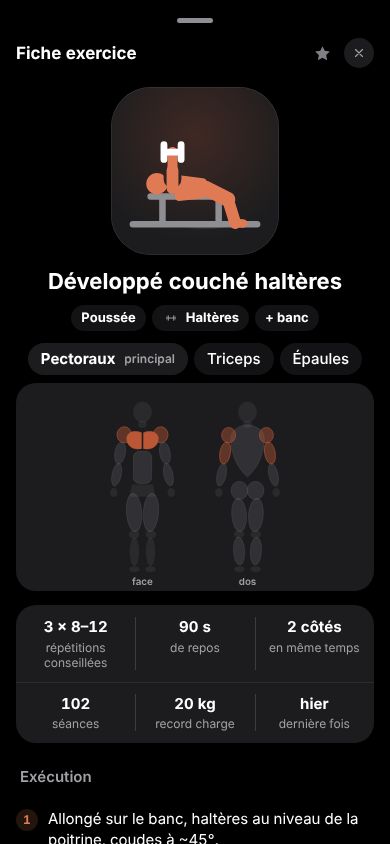 Fiche exercice
Développé couché haltères
Poussée Haltères + banc
Pectoraux principal Triceps Épaules
face dos
3 × 8–12 90 s 2 côtés
répétitions de repos en même temps
conseillées
102 20 kg hier
séances record charge dernière fois
Exécution
1 Allongé sur le banc, haltères au niveau de la
poitrine, coudes à ~45°.